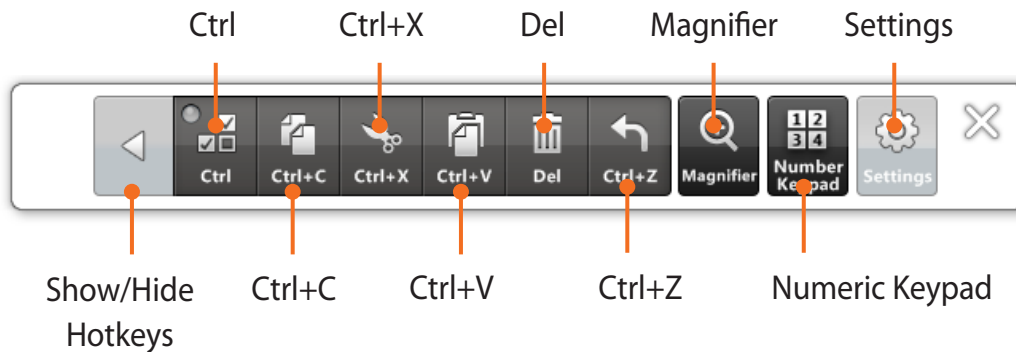 Ctrl Ctrl+X Del Magnifier Settings
1 2
3 4
Ctrl Ctrl+C Ctrl+X Ctrl+V Del Ctrl+Z Magnifier Number Keypad Settings
Show/Hide Hotkeys Ctrl+C Ctrl+V Ctrl+Z Numeric Keypad